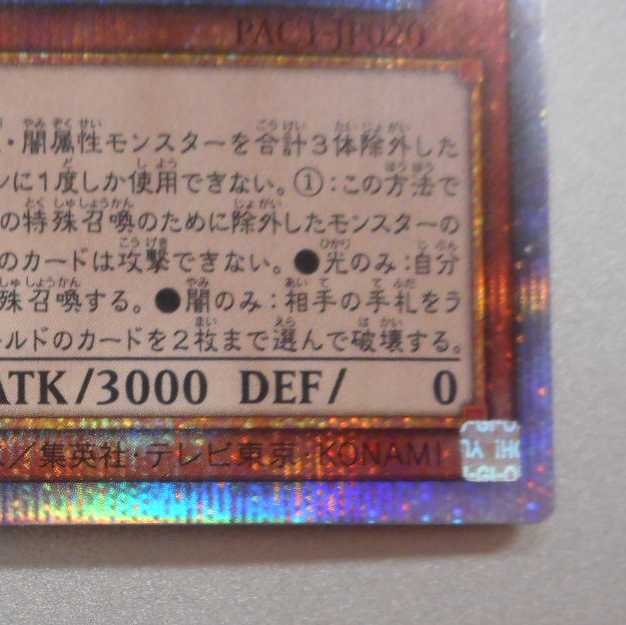 PAC1-JP020
・闇属性モンスターを合計３体除外した
ンに１度しか使用できない。①：この方法で
の特殊召喚のために除外したモンスターの
のカードは攻撃できない。●光のみ：自分
殊召喚する。●闇のみ：相手の手札をラ
ールドのカードを２枚まで選んで破壊する。
ATK/3000 DEF/ 0
／集英社・テレビ東京・KONAMI